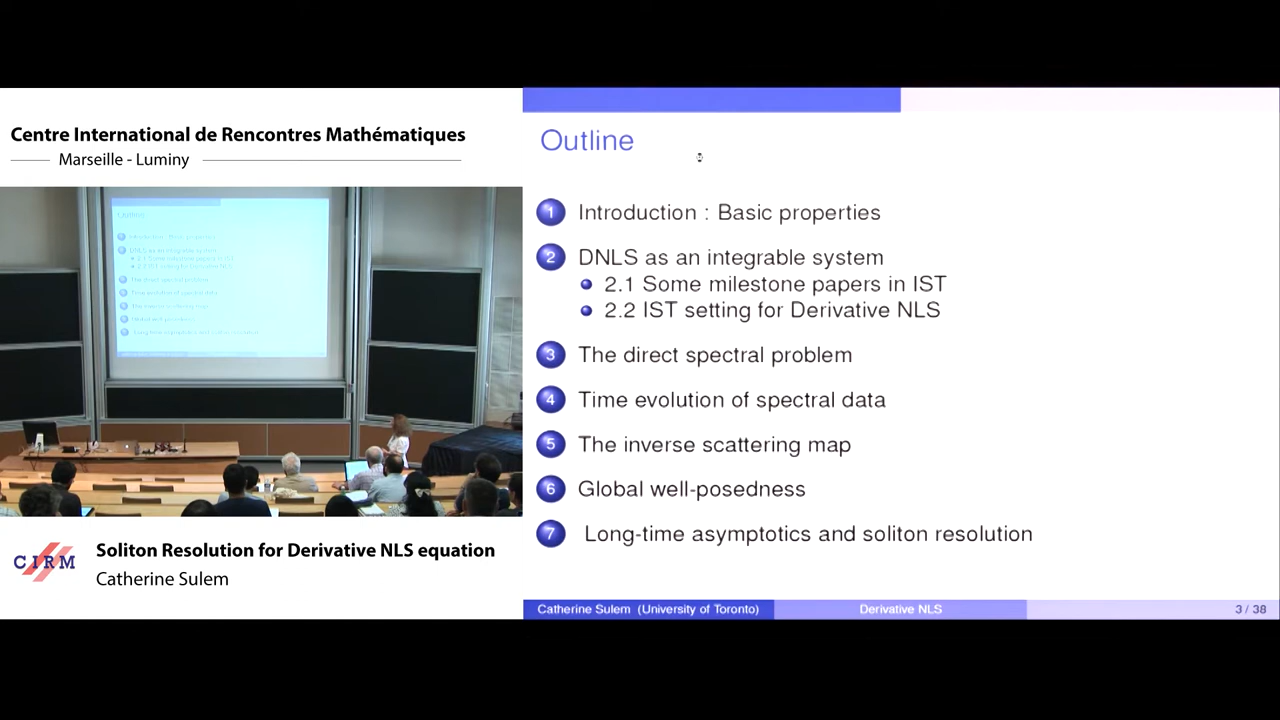 Centre International de Rencontres Mathématiques
Marseille - Luminy
Soliton Resolution for Derivative NLS equation
CIRM
Catherine Sulem
Outline
1 Introduction : Basic properties
2 DNLS as an integrable system
2.1 Some milestone papers in IST
2.2 IST setting for Derivative NLS
3 The direct spectral problem
4 Time evolution of spectral data
5 The inverse scattering map
6 Global well-posedness
7 Long-time asymptotics and soliton resolution
Catherine Sulem (University of Toronto) Derivative NLS 3 / 38